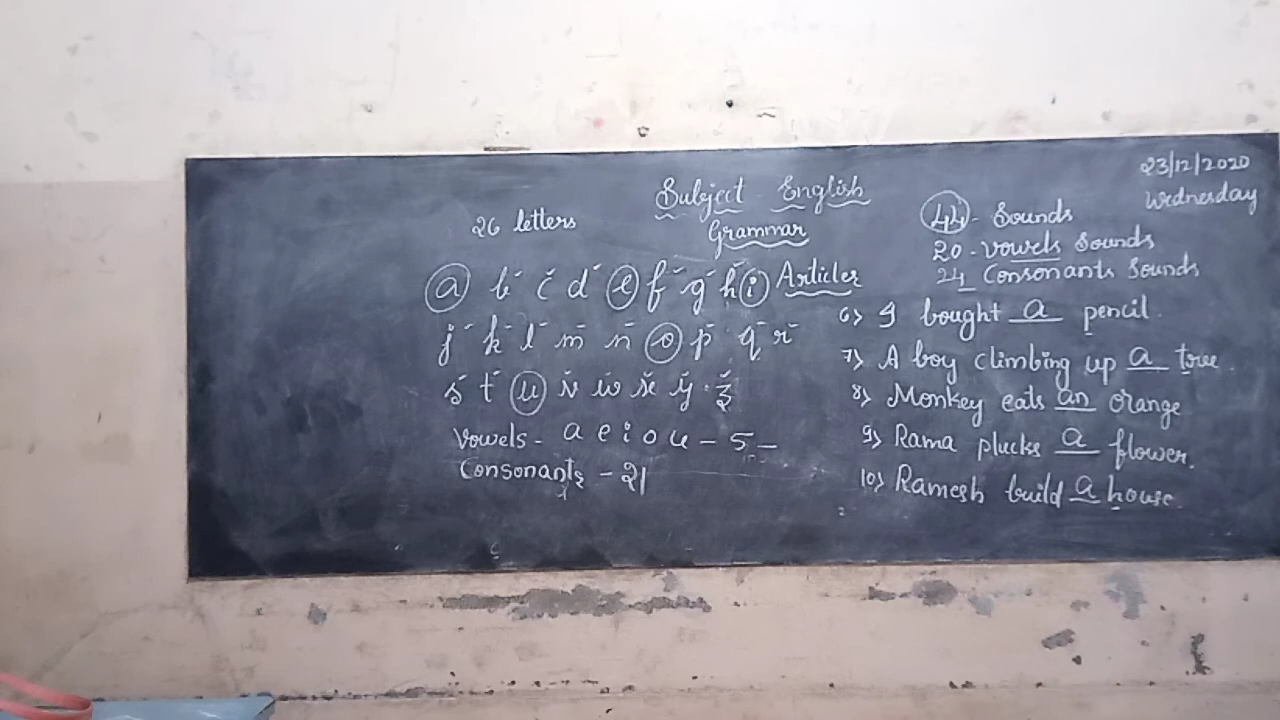 23/12/2020
Wednesday
Subject English
Grammar
Articles
26 letters
a b c d e f g h i
j k l m n o p q r
s t u v w x y z
Vowels - a e i o u - 5 -
Consonants - 21
44 - Sounds
20 - vowels Sounds
24 Consonants Sounds
6> I bought a pencil.
7> A boy climbing up a tree.
8> Monkey eats an orange
9> Rama plucks a flower.
10> Ramesh build a house.